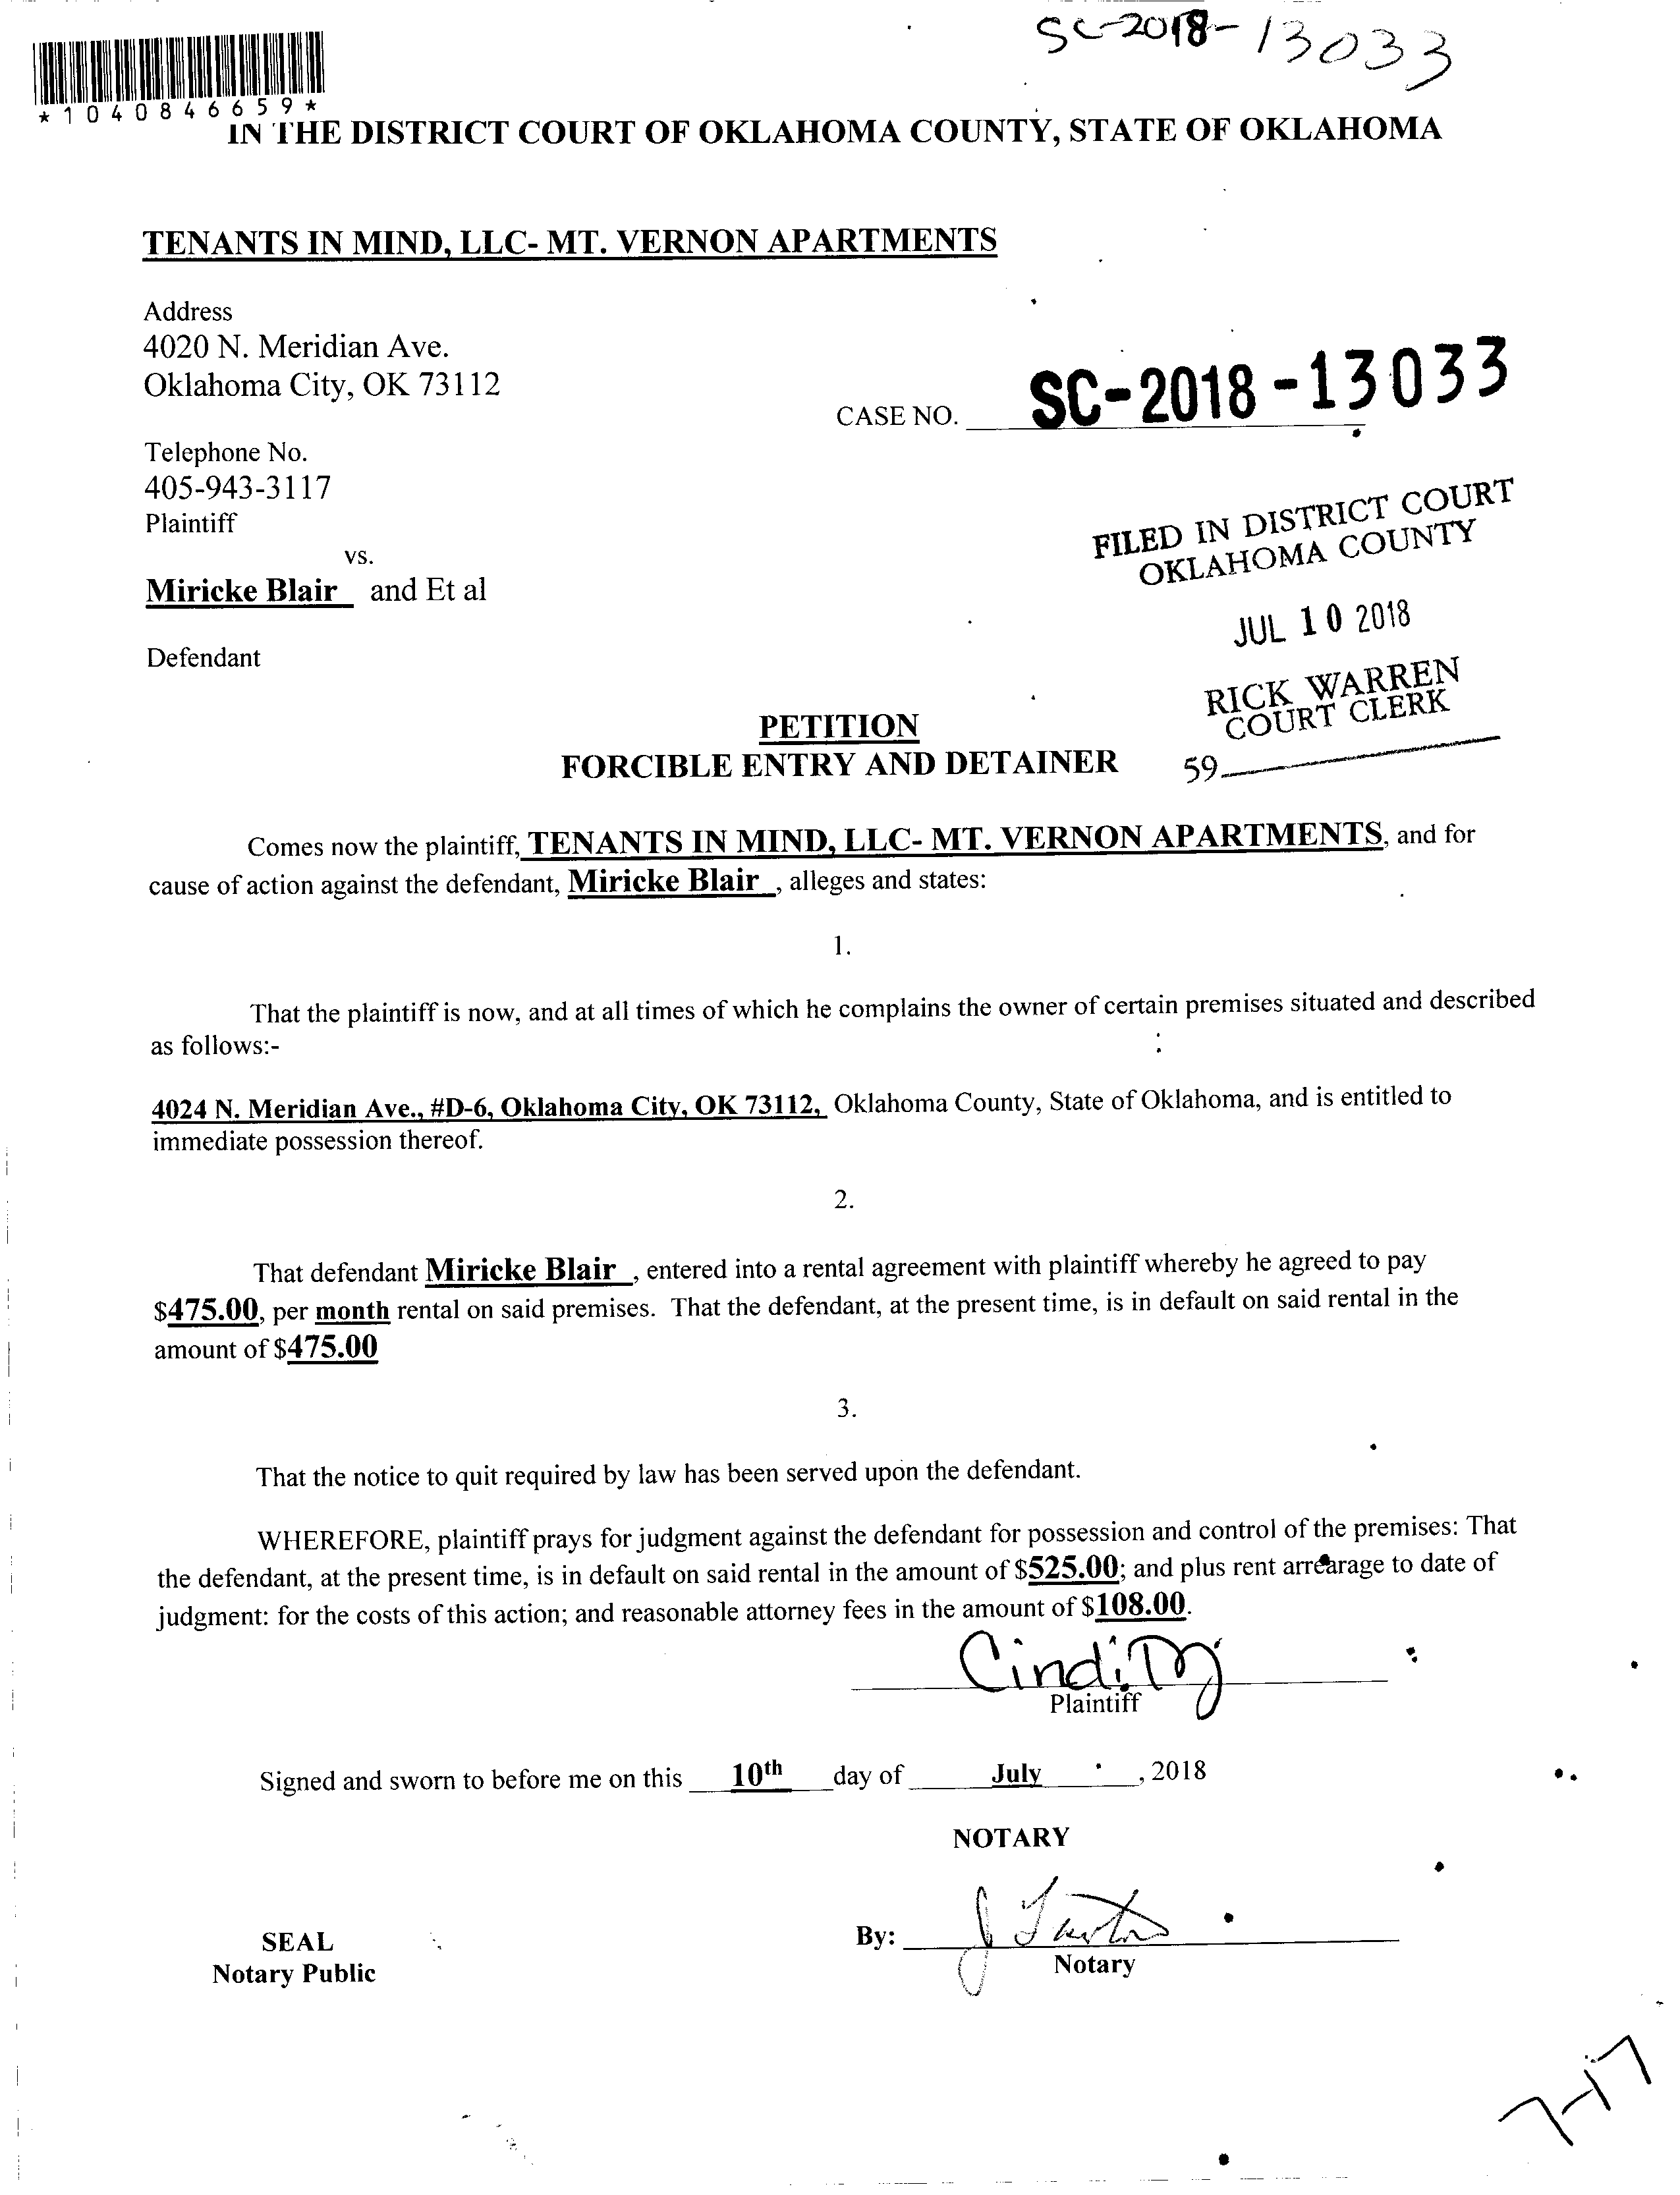 SC-2018-13033
*1040846659*
IN THE DISTRICT COURT OF OKLAHOMA COUNTY, STATE OF OKLAHOMA
TENANTS IN MIND, LLC- MT. VERNON APARTMENTS
Address
4020 N. Meridian Ave.
Oklahoma City, OK 73112
CASE NO. SC-2018-13033
Telephone No.
405-943-3117
Plaintiff
vs.
Miricke Blair and Et al
Defendant
FILED IN DISTRICT COURT
OKLAHOMA COUNTY
JUL 10 2018
RICK WARREN
COURT CLERK
59
PETITION
FORCIBLE ENTRY AND DETAINER
Comes now the plaintiff, TENANTS IN MIND, LLC- MT. VERNON APARTMENTS, and for
cause of action against the defendant, Miricke Blair , alleges and states:
1.
That the plaintiff is now, and at all times of which he complains the owner of certain premises situated and described
as follows:-
4024 N. Meridian Ave., #D-6, Oklahoma City, OK 73112, Oklahoma County, State of Oklahoma, and is entitled to
immediate possession thereof.
2.
That defendant Miricke Blair , entered into a rental agreement with plaintiff whereby he agreed to pay
$475.00, per month rental on said premises. That the defendant, at the present time, is in default on said rental in the
amount of $475.00
3.
That the notice to quit required by law has been served upon the defendant.
WHEREFORE, plaintiff prays for judgment against the defendant for possession and control of the premises: That
the defendant, at the present time, is in default on said rental in the amount of $525.00; and plus rent arrearage to date of
judgment: for the costs of this action; and reasonable attorney fees in the amount of $108.00.
Cindi
Plaintiff
Signed and sworn to before me on this 10th day of July , 2018
NOTARY
SEAL
Notary Public
By: J
Notary
7-17